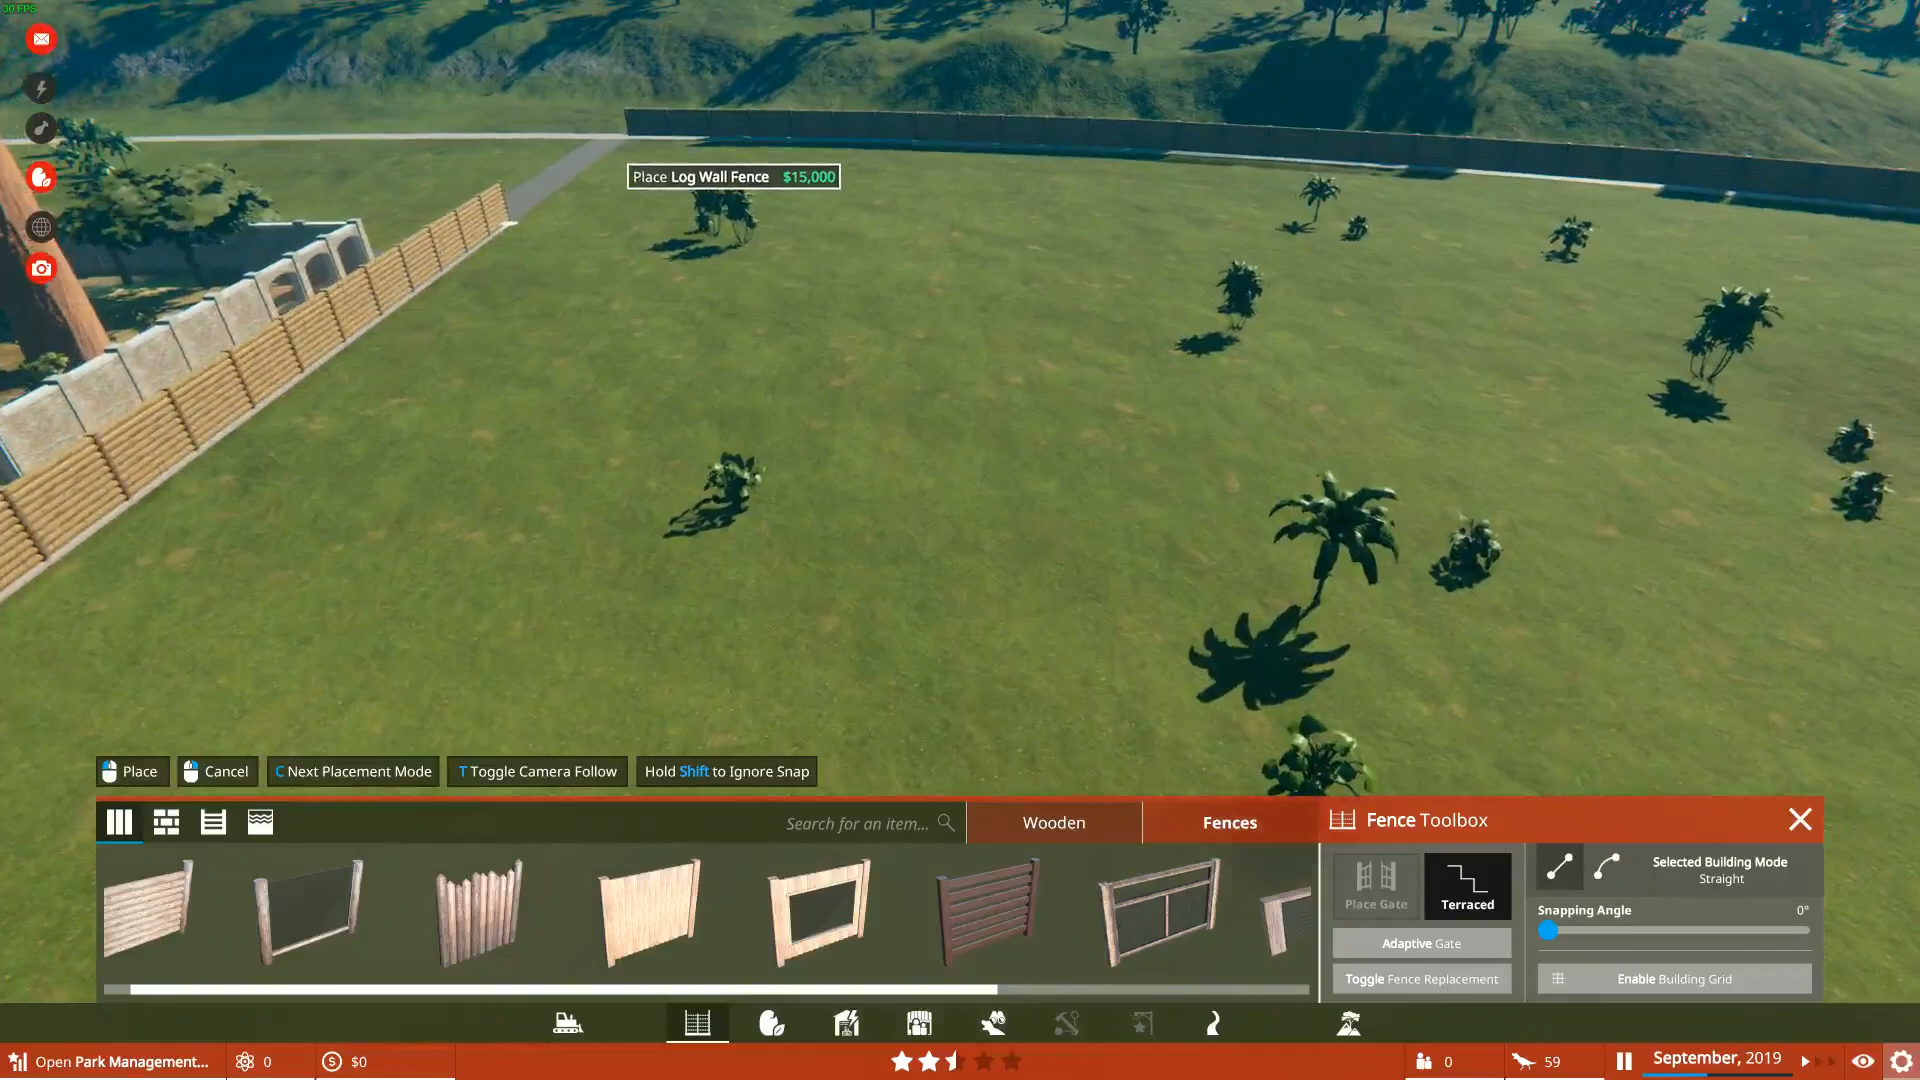 30 FPS
Place Log Wall Fence $15,000
Place
Cancel
C Next Placement Mode
T Toggle Camera Follow
Hold Shift to Ignore Snap
Search for an item...
Wooden
Fences
Fence Toolbox
Place Gate
Terraced
Adaptive Gate
Toggle Fence Replacement
Selected Building Mode
Straight
Snapping Angle 0°
Enable Building Grid
Open Park Management...
0
$0
0
59
September, 2019